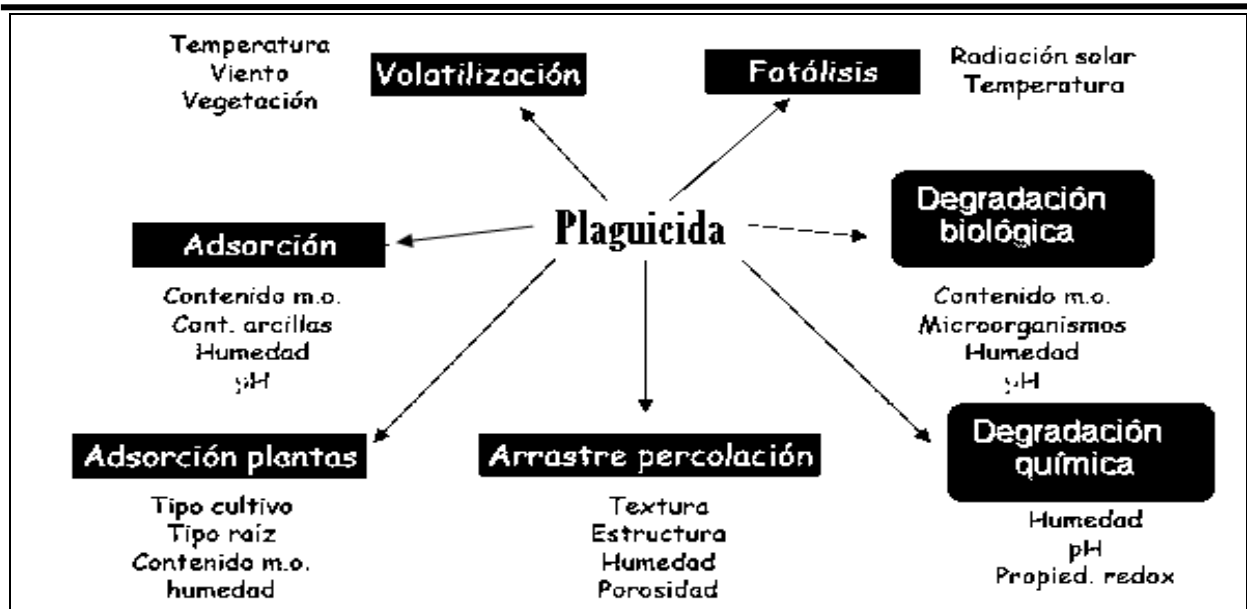 Temperatura
Viento
Vegetación
Volatilización
Fotólisis
Radiación solar
Temperatura
Plaguicida
Adsorción
Contenido m.o.
Cont. arcillas
Humedad
pH
Degradación
biológica
Contenido m.o.
Microorganismos
Humedad
pH
Adsorción plantas
Tipo cultivo
Tipo raíz
Contenido m.o.
humedad
Arrastre percolación
Textura
Estructura
Humedad
Porosidad
Degradación
química
Humedad
pH
Propied. redox